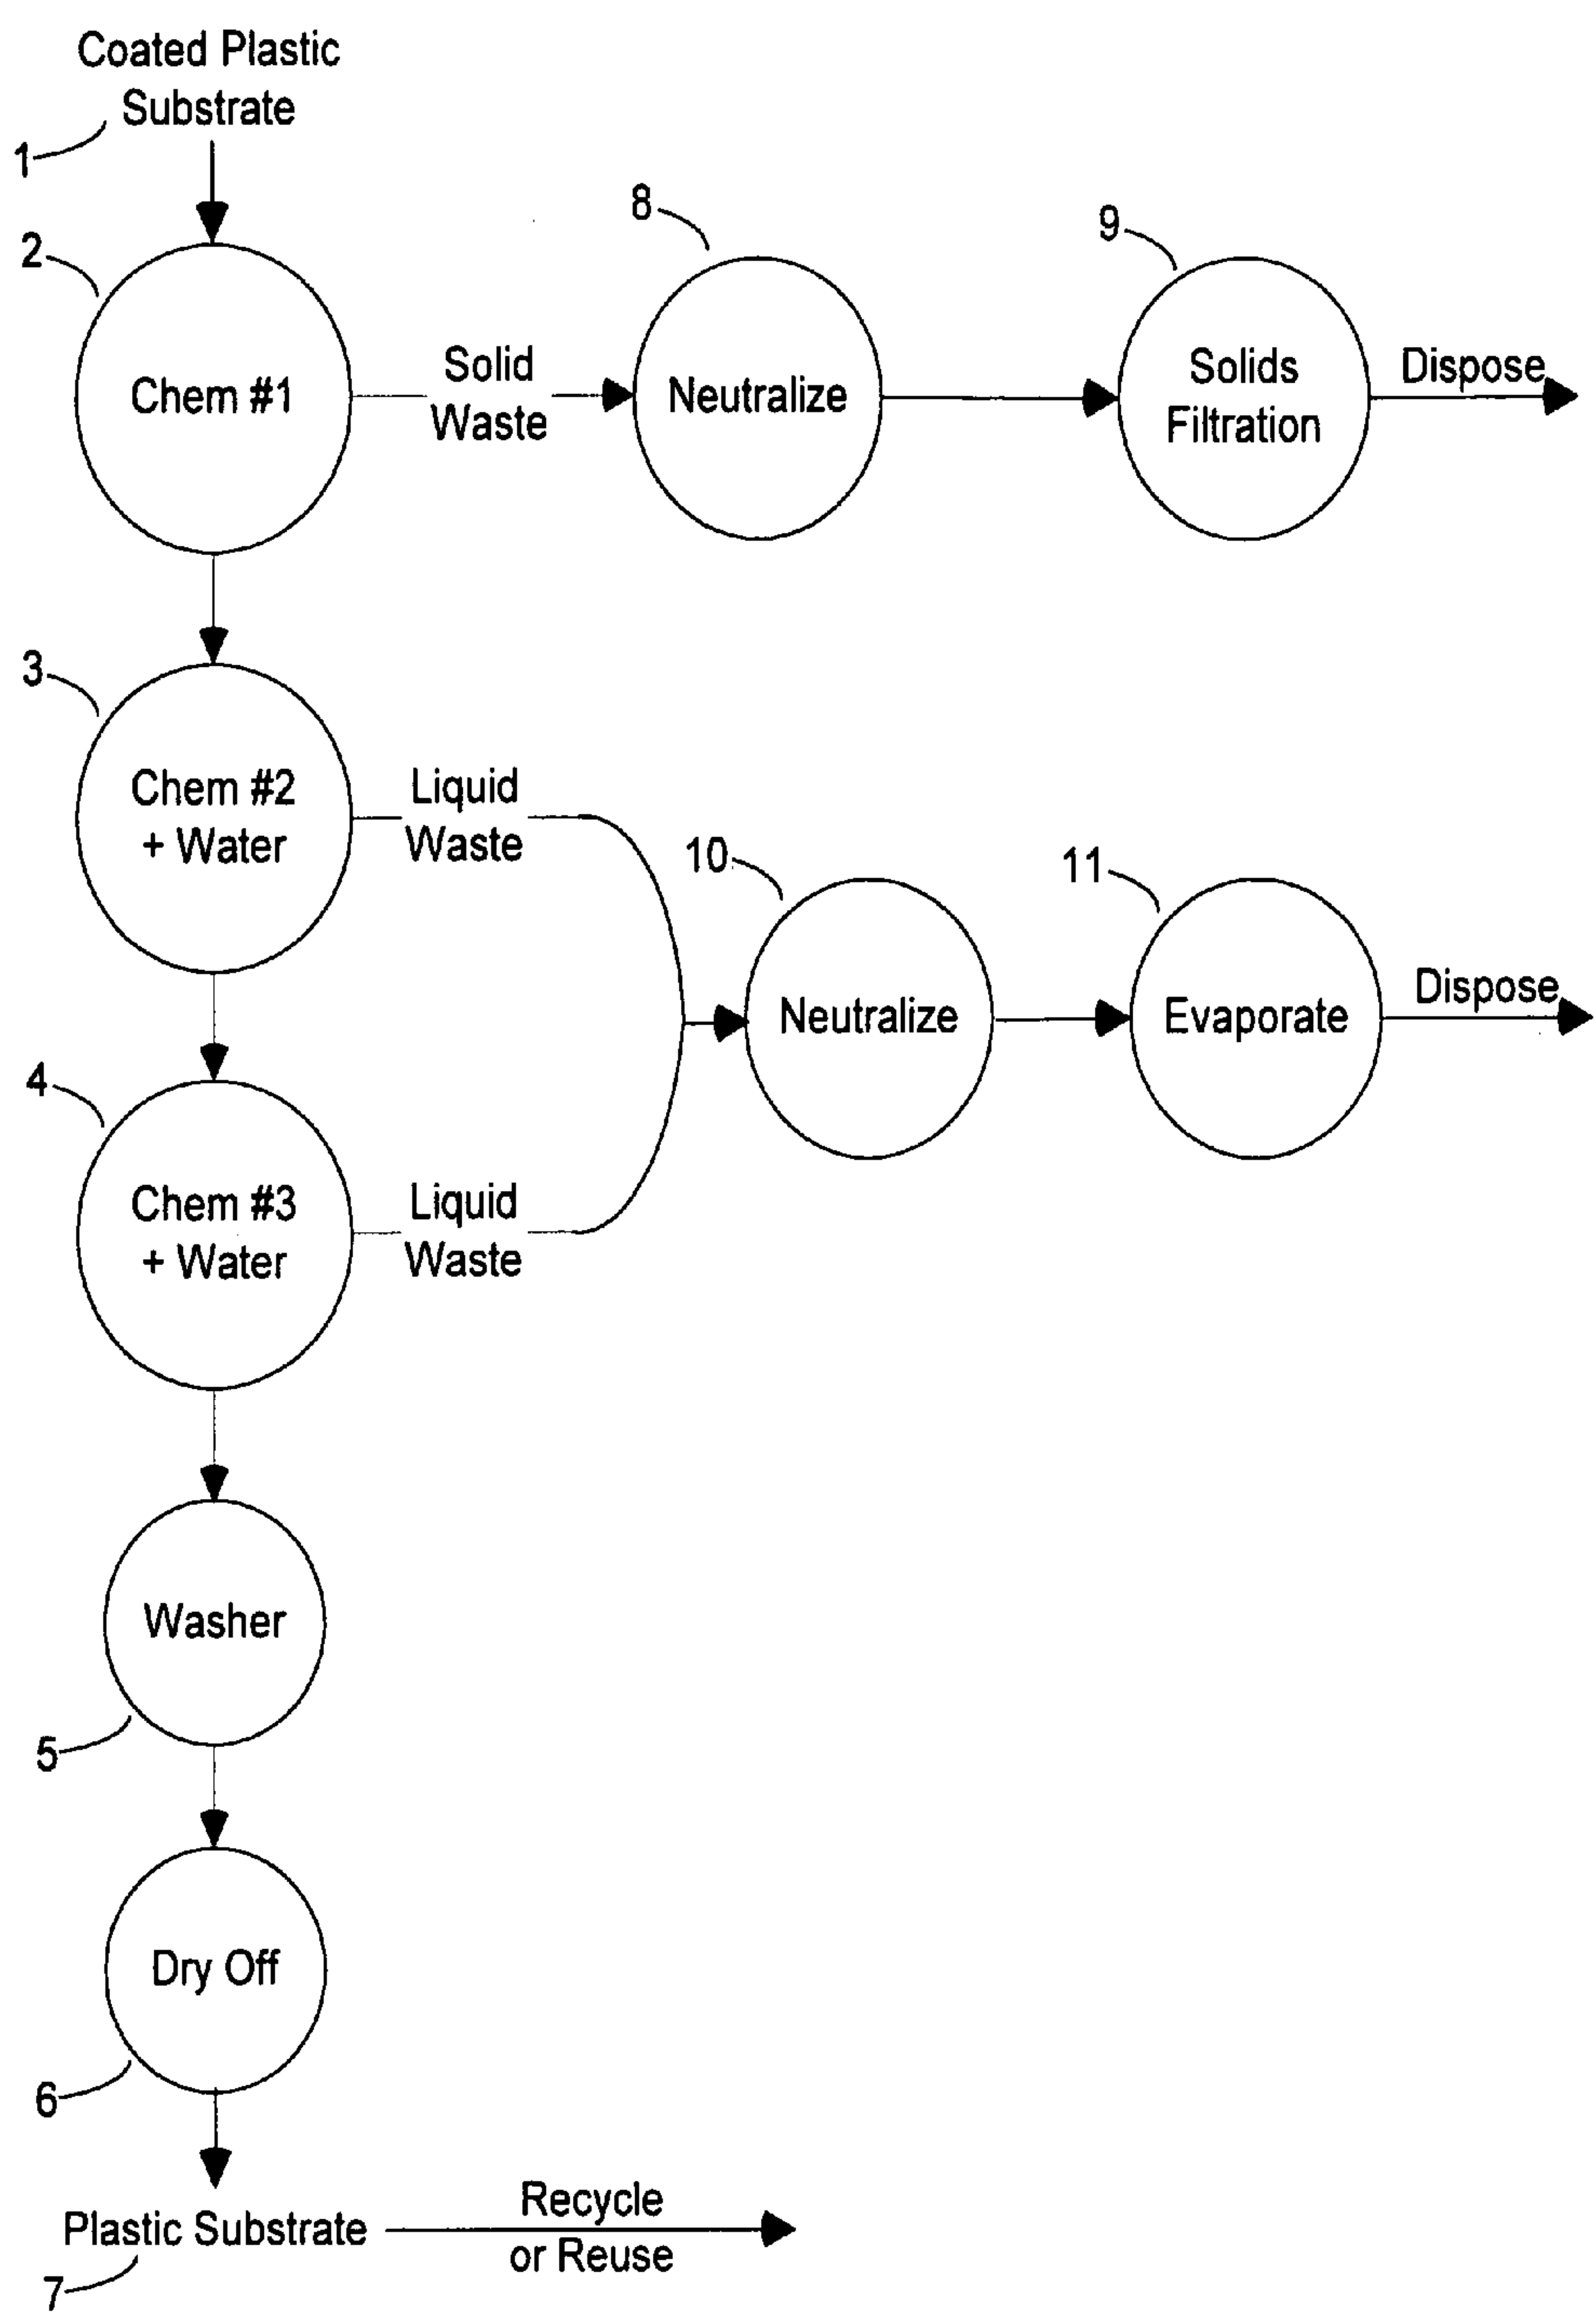 Coated Plastic
Substrate
1
2
Chem #1
Solid
Waste
8
Neutralize
9
Solids
Filtration
Dispose
3
Chem #2
+ Water
Liquid
Waste
10
Neutralize
11
Evaporate
Dispose
4
Chem #3
+ Water
Liquid
Waste
Washer
5
Dry Off
6
Plastic Substrate
7
Recycle
or Reuse